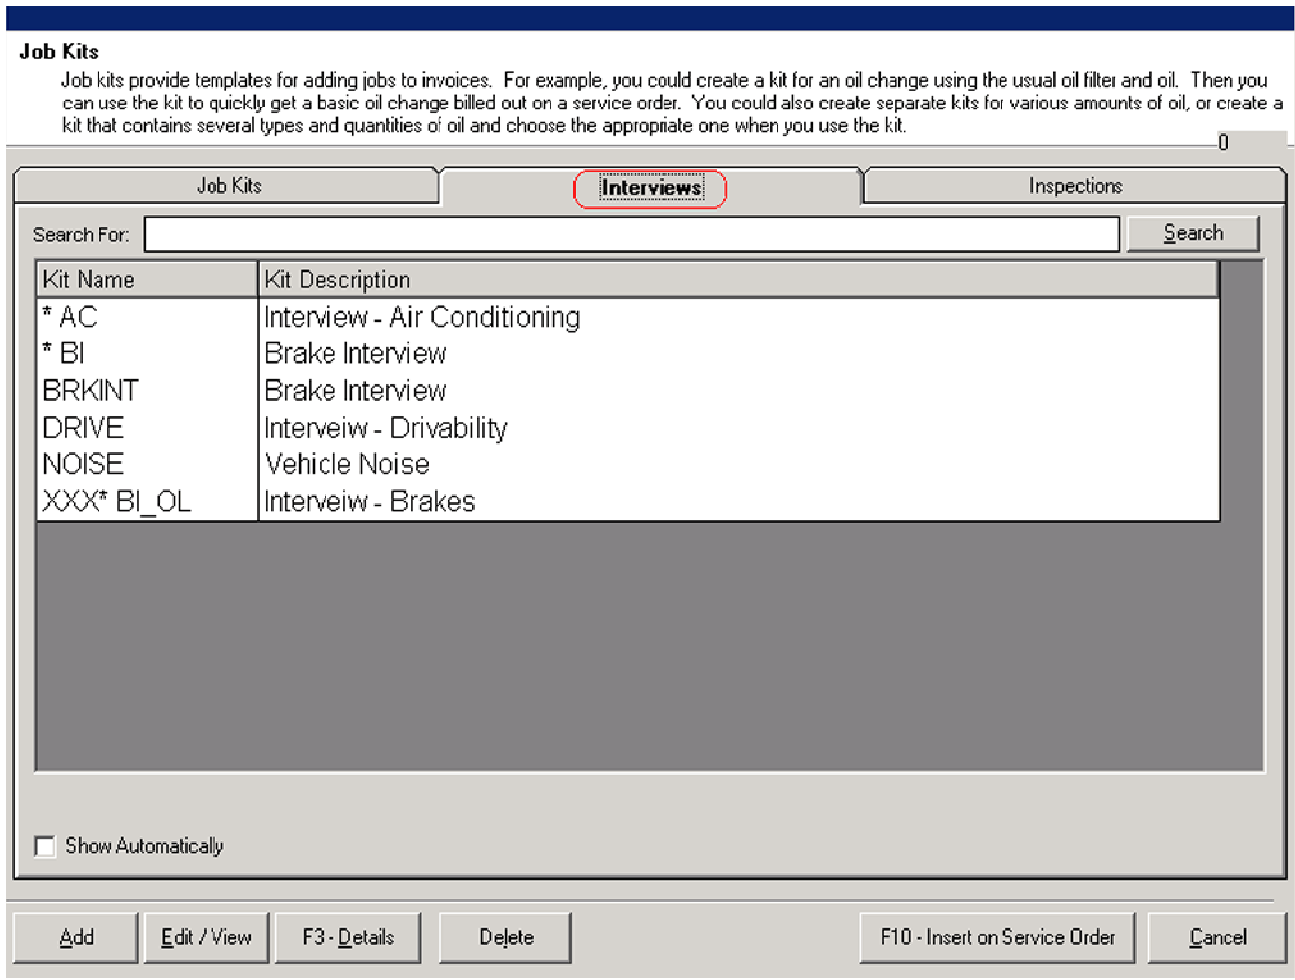 Job Kits
Job kits provide templates for adding jobs to invoices. For example, you could create a kit for an oil change using the usual oil filter and oil. Then you
can use the kit to quickly get a basic oil change billed out on a service order. You could also create separate kits for various amounts of oil, or create a
kit that contains several types and quantities of oil and choose the appropriate one when you use the kit.
0
Job Kits Interviews Inspections
Search For: Search
Kit Name Kit Description
* AC Interview - Air Conditioning
* BI Brake Interview
BRKINT Brake Interview
DRIVE Interveiw - Drivability
NOISE Vehicle Noise
XXX* BI_OL Interveiw - Brakes
Show Automatically
Add Edit / View F3 - Details Delete F10 - Insert on Service Order Cancel